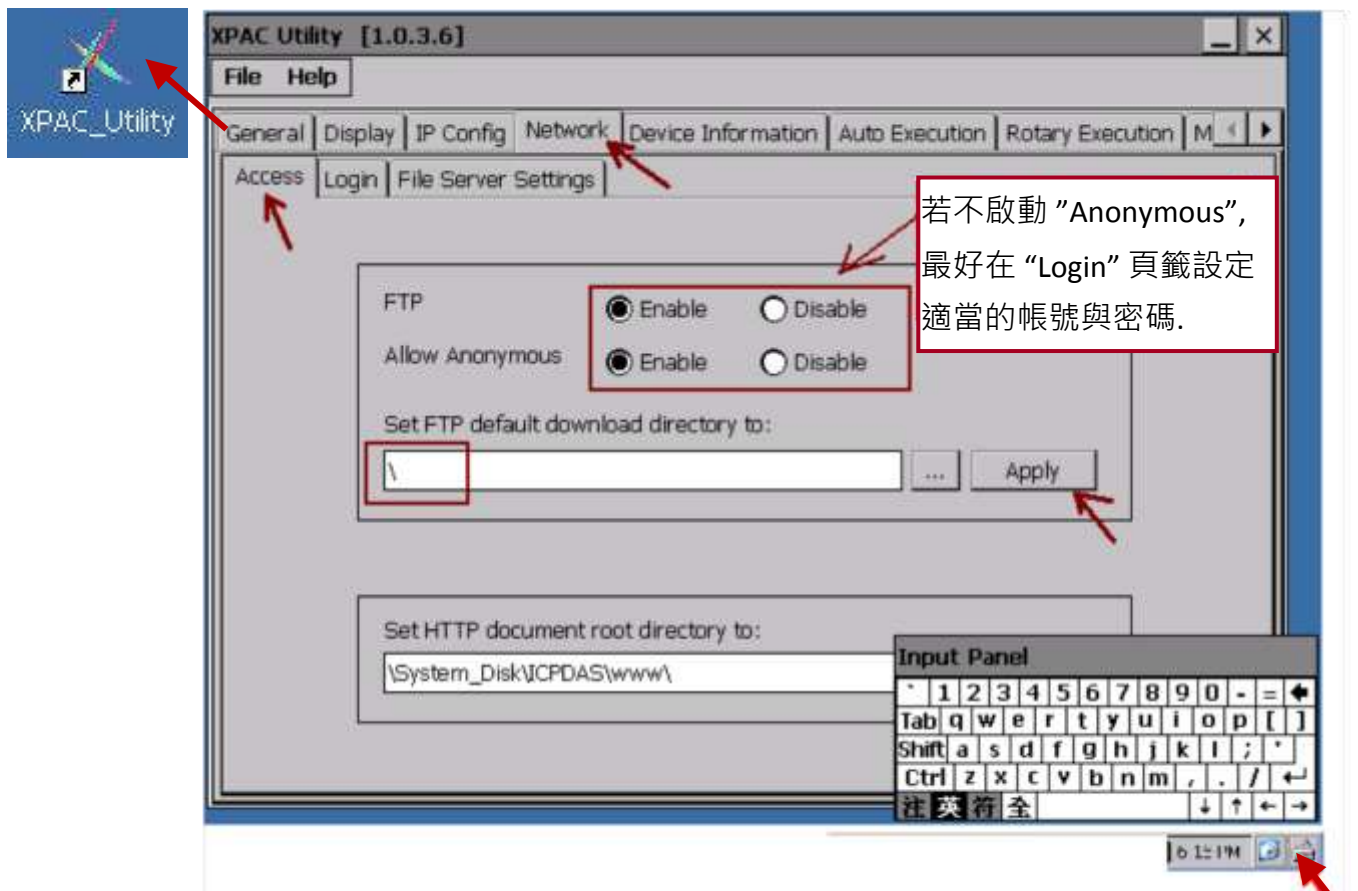 XPAC_Utility
XPAC Utility [1.0.3.6]
File Help
General Display IP Config Network Device Information Auto Execution Rotary Execution M
Access Login File Server Settings
若不啟動 ”Anonymous”,
最好在 “Login” 頁籤設定
適當的帳號與密碼.
FTP Enable Disable
Allow Anonymous Enable Disable
Set FTP default download directory to:
\ ... Apply
Set HTTP document root directory to:
\System_Disk\ICPDAS\www\
Input Panel
` 1 2 3 4 5 6 7 8 9 0 - =
Tab q w e r t y u i o p [ ]
Shift a s d f g h j k l ; '
Ctrl z x c v b n m , . /
注 英 符 全